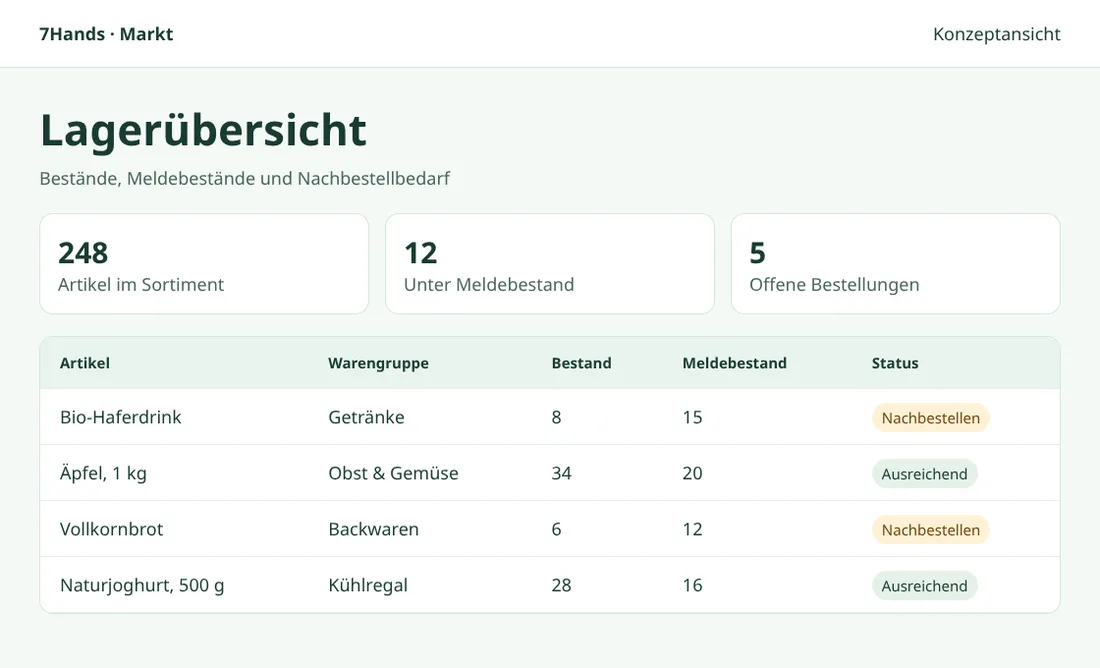 7Hands · Markt
Konzeptansicht
Lagerübersicht
Bestände, Meldebestände und Nachbestellbedarf
248
Artikel im Sortiment
12
Unter Meldebestand
5
Offene Bestellungen
Artikel Warengruppe Bestand Meldebestand Status
Bio-Haferdrink Getränke 8 15 Nachbestellen
Äpfel, 1 kg Obst & Gemüse 34 20 Ausreichend
Vollkornbrot Backwaren 6 12 Nachbestellen
Naturjoghurt, 500 g Kühlregal 28 16 Ausreichend